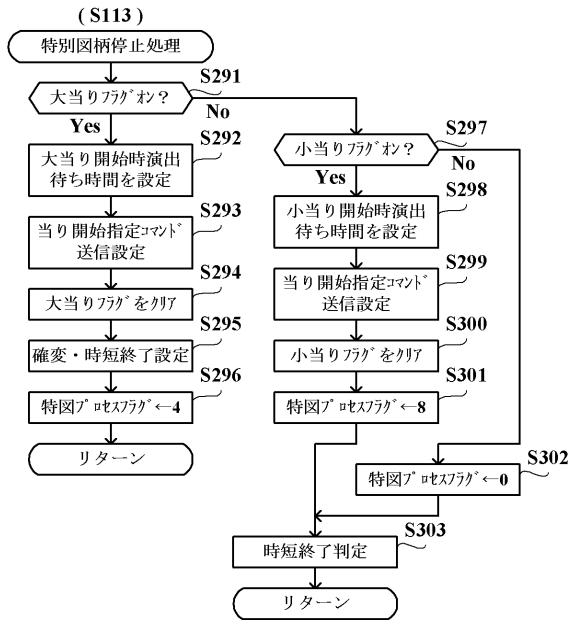 ( S113 )
特別図柄停止処理
S291
大当りﾌﾗｸﾞｵﾝ?
No
Yes
S292
大当り開始時演出
待ち時間を設定
S293
当り開始指定ｺﾏﾝﾄﾞ
送信設定
S294
大当りﾌﾗｸﾞをｸﾘｱ
S295
確変・時短終了設定
S296
特図ﾌﾟﾛｾｽﾌﾗｸﾞ←4
リターン
S297
小当りﾌﾗｸﾞｵﾝ?
No
Yes
S298
小当り開始時演出
待ち時間を設定
S299
当り開始指定ｺﾏﾝﾄﾞ
送信設定
S300
小当りﾌﾗｸﾞをｸﾘｱ
S301
特図ﾌﾟﾛｾｽﾌﾗｸﾞ←8
S302
特図ﾌﾟﾛｾｽﾌﾗｸﾞ←0
S303
時短終了判定
リターン